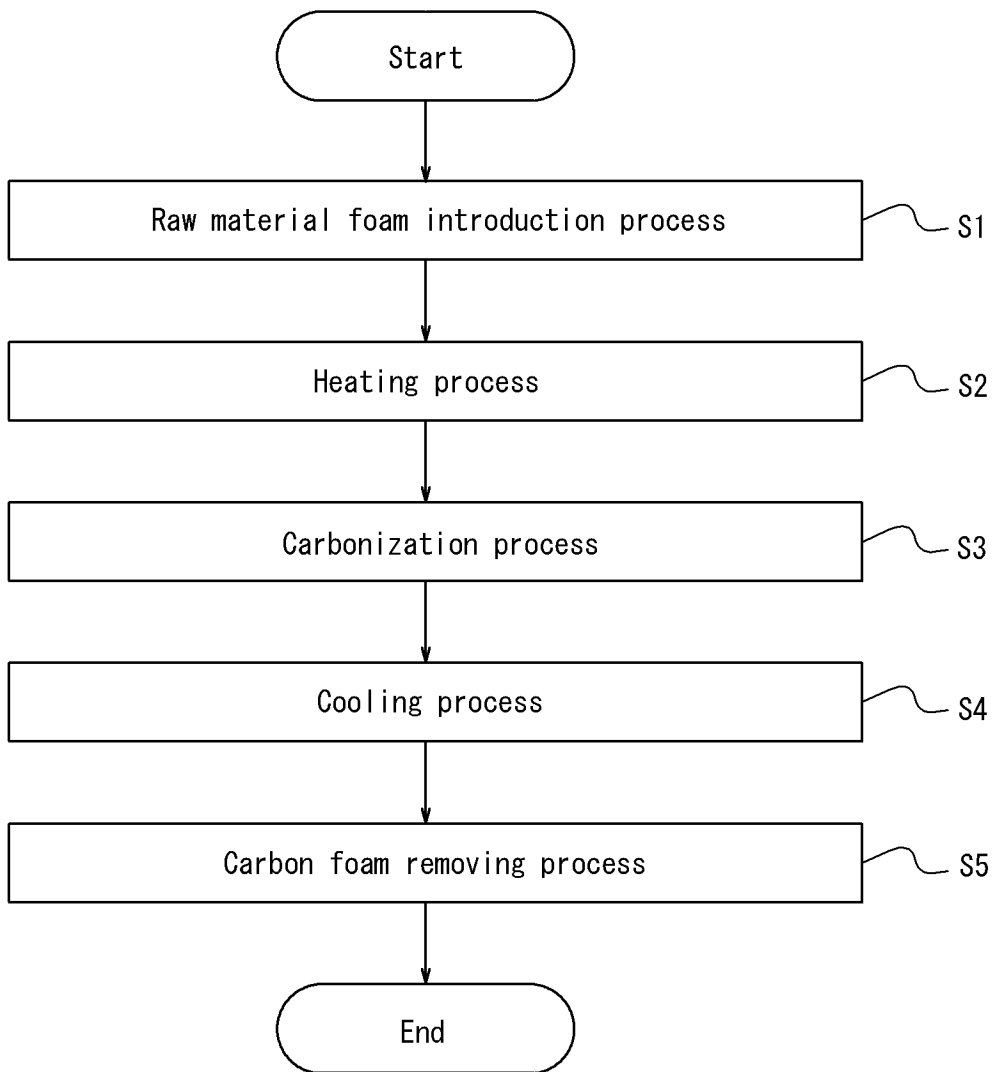 Start
Raw material foam introduction process
S1
Heating process
S2
Carbonization process
S3
Cooling process
S4
Carbon foam removing process
S5
End